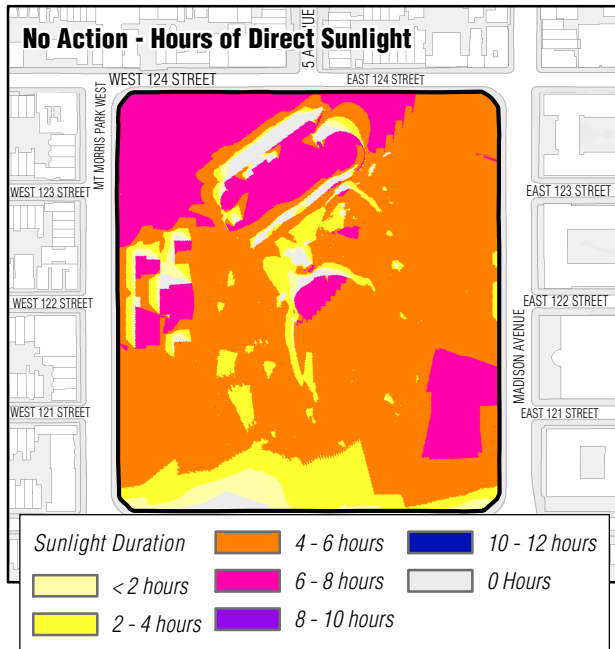 No Action - Hours of Direct Sunlight
5 AVENUE
WEST 124 STREET
EAST 124 STREET
MT MORRIS PARK WEST
WEST 123 STREET
EAST 123 STREET
WEST 122 STREET
EAST 122 STREET
MADISON AVENUE
WEST 121 STREET
EAST 121 STREET
Sunlight Duration
< 2 hours
2 - 4 hours
4 - 6 hours
6 - 8 hours
8 - 10 hours
10 - 12 hours
0 Hours